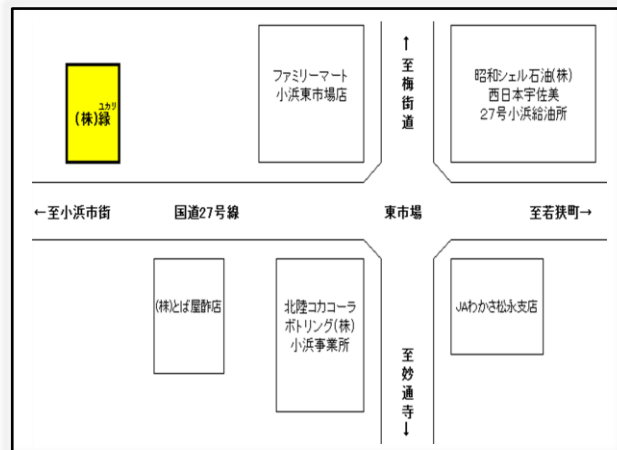 ユカリ
(株)緑
ファミリーマート
小浜東市場店
↑至梅街道
昭和シェル石油(株)
西日本宇佐美
27号小浜給油所
←至小浜市街
国道27号線
東市場
至若狭町→
(株)とば屋酢店
北陸コカコーラ
ボトリング(株)
小浜事業所
至妙通寺↓
JAわかさ松永支店